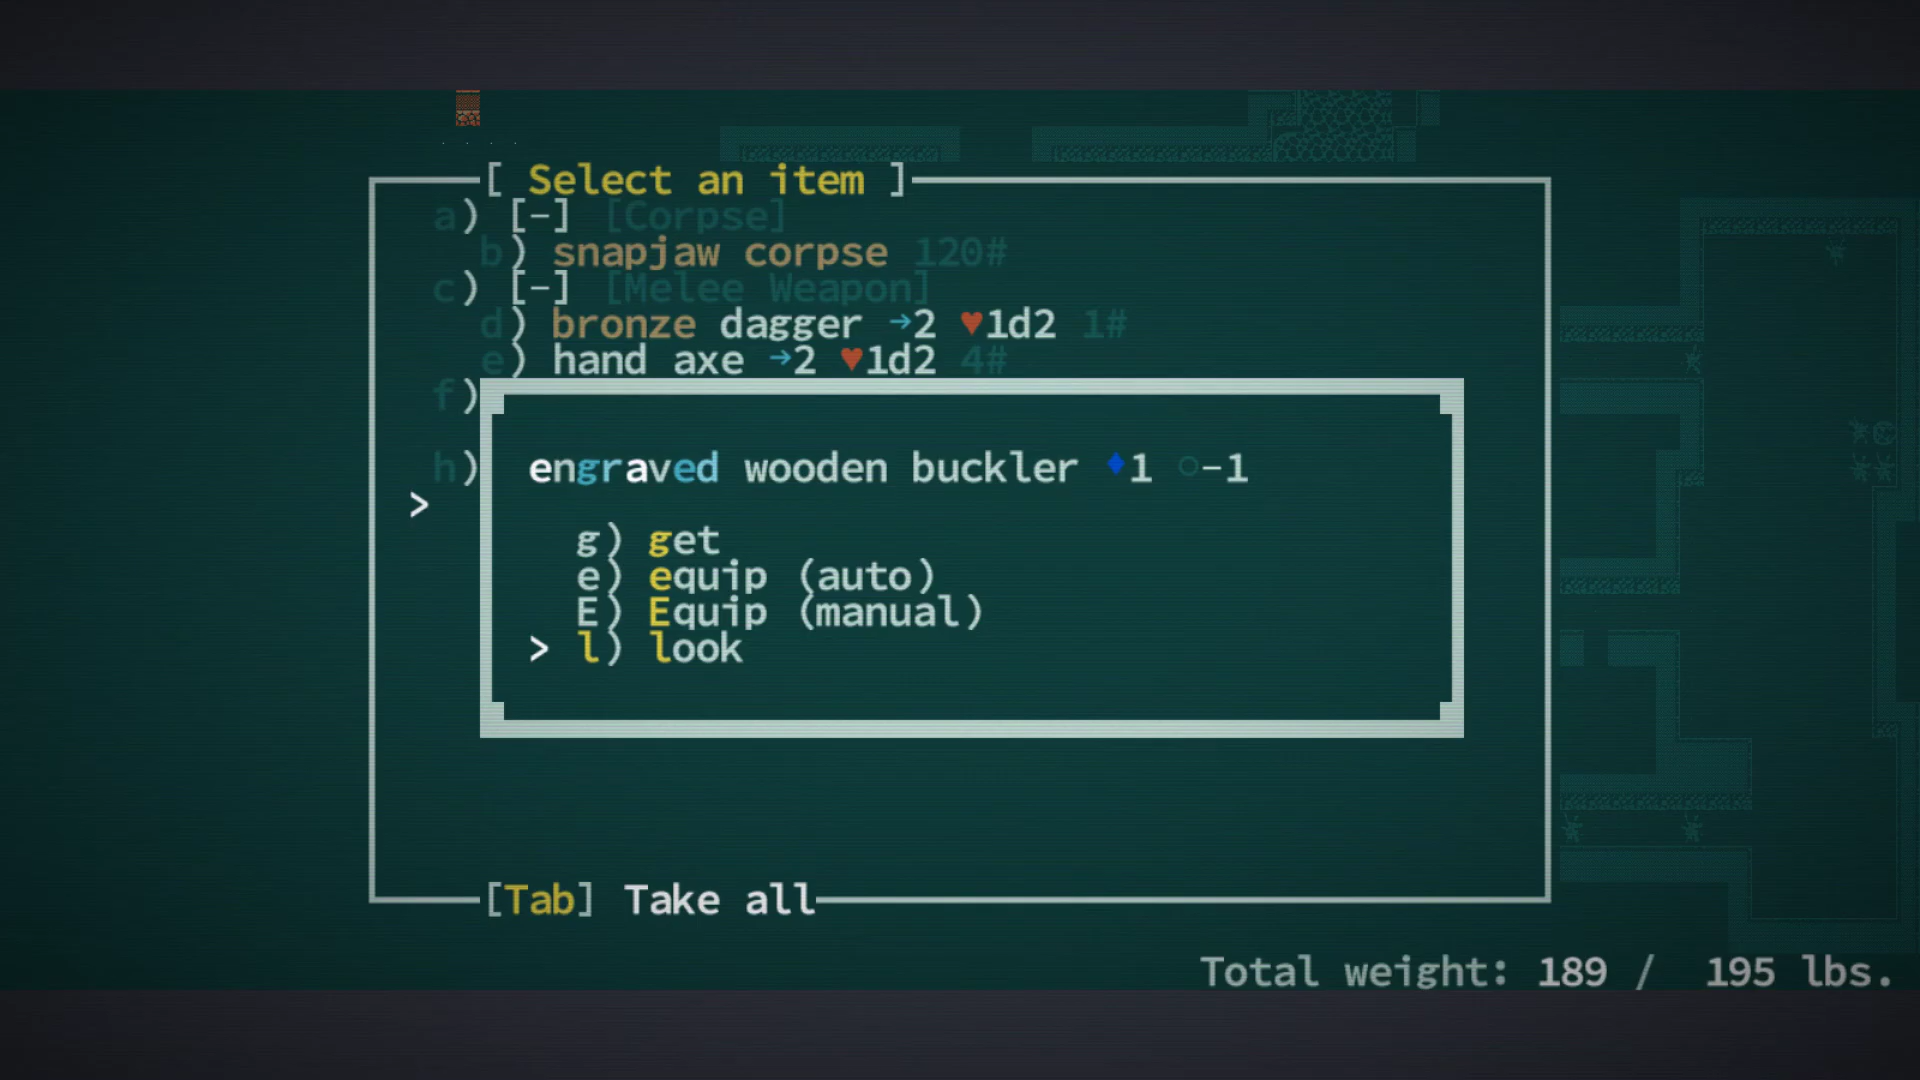 [ Select an item ]
a) [-] [Corpse]
b) snapjaw corpse 120#
c) [-] [Melee Weapon]
d) bronze dagger →2 ♥1d2 1#
e) hand axe →2 ♥1d2 4#
f)
h)
>
engraved wooden buckler ♦1 ○-1
g) get
e) equip (auto)
E) Equip (manual)
> l) look
[Tab] Take all
Total weight: 189 / 195 lbs.